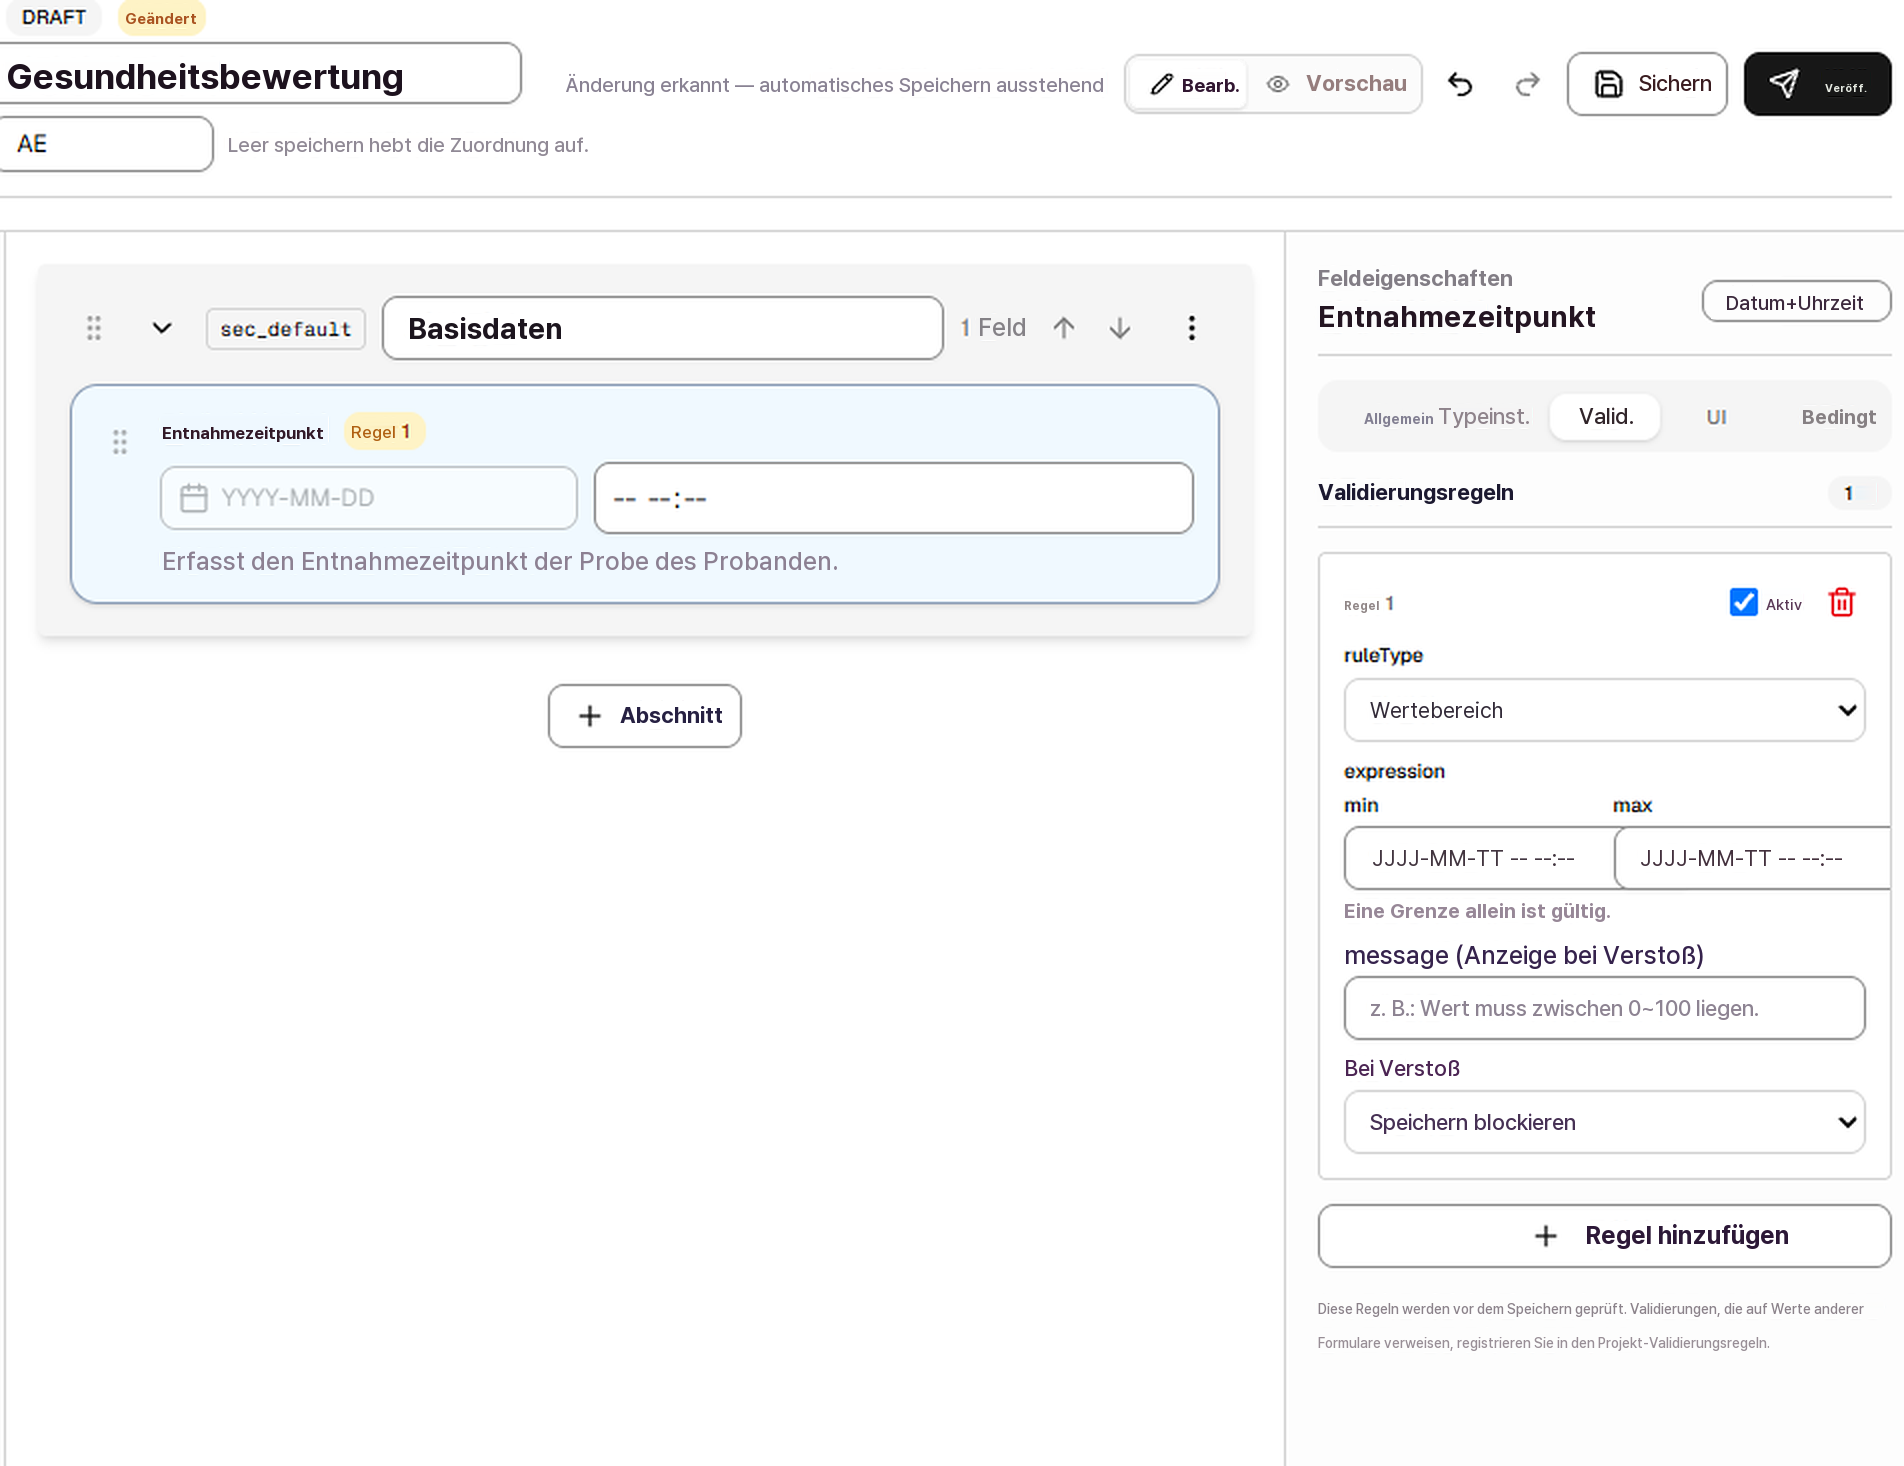 DRAFT Geändert
Gesundheitsbewertung
Änderung erkannt — automatisches Speichern ausstehend
Bearb. Vorschau
Sichern
Veröff.
AE
Leer speichern hebt die Zuordnung auf.
sec_default
Basisdaten
1 Feld
Entnahmezeitpunkt Regel 1
YYYY-MM-DD
-- --:--
Erfasst den Entnahmezeitpunkt der Probe des Probanden.
Abschnitt
Feldeigenschaften
Entnahmezeitpunkt
Datum+Uhrzeit
Allgemein Typeinst. Valid. UI Bedingt
Validierungsregeln 1
Regel 1 Aktiv
ruleType
Wertebereich
expression
min max
JJJJ-MM-TT -- --:-- JJJJ-MM-TT -- --:--
Eine Grenze allein ist gültig.
message (Anzeige bei Verstoß)
z. B.: Wert muss zwischen 0~100 liegen.
Bei Verstoß
Speichern blockieren
Regel hinzufügen
Diese Regeln werden vor dem Speichern geprüft. Validierungen, die auf Werte anderer
Formulare verweisen, registrieren Sie in den Projekt-Validierungsregeln.